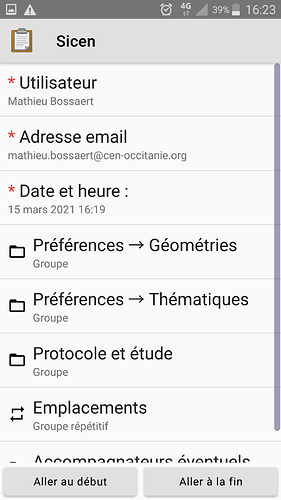 4G 39% 16:23
Sicen
* Utilisateur
Mathieu Bossaert
* Adresse email
mathieu.bossaert@cen-occitanie.org
* Date et heure :
15 mars 2021 16:19
Préférences → Géométries
Groupe
Préférences → Thématiques
Groupe
Protocole et étude
Groupe
Emplacements
Groupe répétitif
Accompagnateurs éventuels
Aller au début Aller à la fin